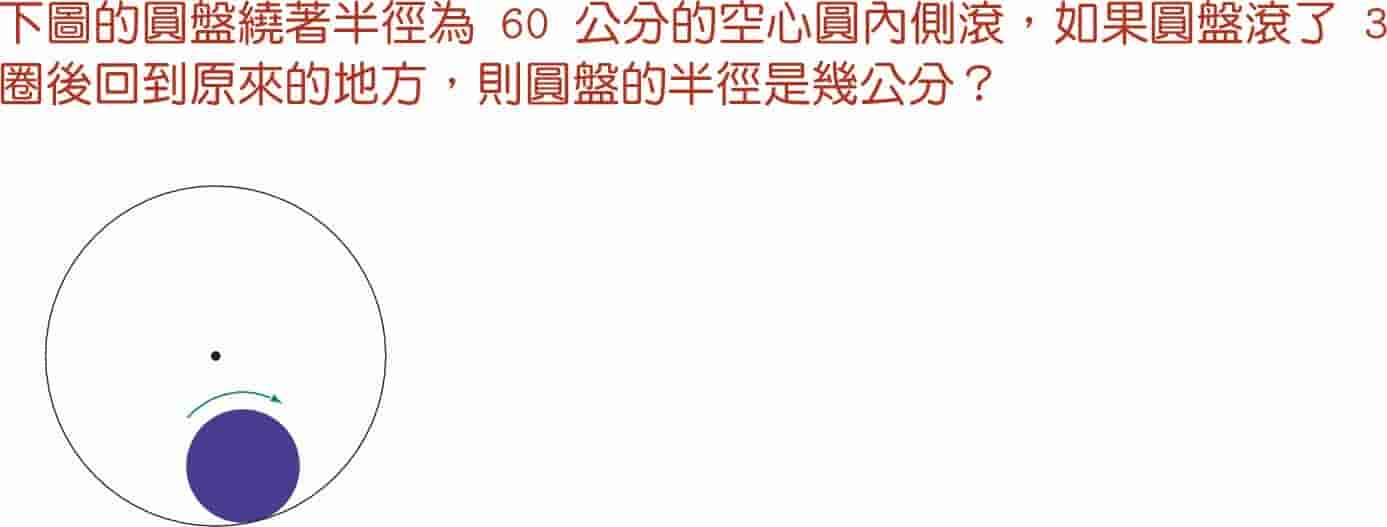 下圖的圓盤繞著半徑為 60 公分的空心圓內側滾，如果圓盤滾了 3
圈後回到原來的地方，則圓盤的半徑是幾公分？